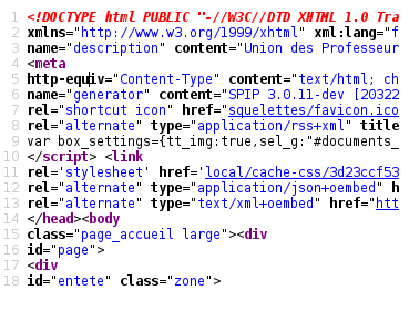 1 <!DOCTYPE html PUBLIC "-//W3C//DTD XHTML 1.0 Tra
2 xmlns="http://www.w3.org/1999/xhtml" xml:lang="f
3 name="description" content="Union des Professeur
4 <meta
5 http-equiv="Content-Type" content="text/html; ch
6 name="generator" content="SPIP 3.0.11-dev [20322
7 rel="shortcut icon" href="squelettes/favicon.ico
8 rel="alternate" type="application/rss+xml" title
9 var box_settings={tt_img:true,sel_g:"#documents_
10 </script> <link
11 rel='stylesheet' href='local/cache-css/3d23ccf53
12 rel="alternate" type="application/json+oembed" h
13 rel="alternate" type="text/xml+oembed" href="htt
14 </head><body
15 class="page_accueil large"><div
16 id="page">
17 <div
18 id="entete" class="zone">